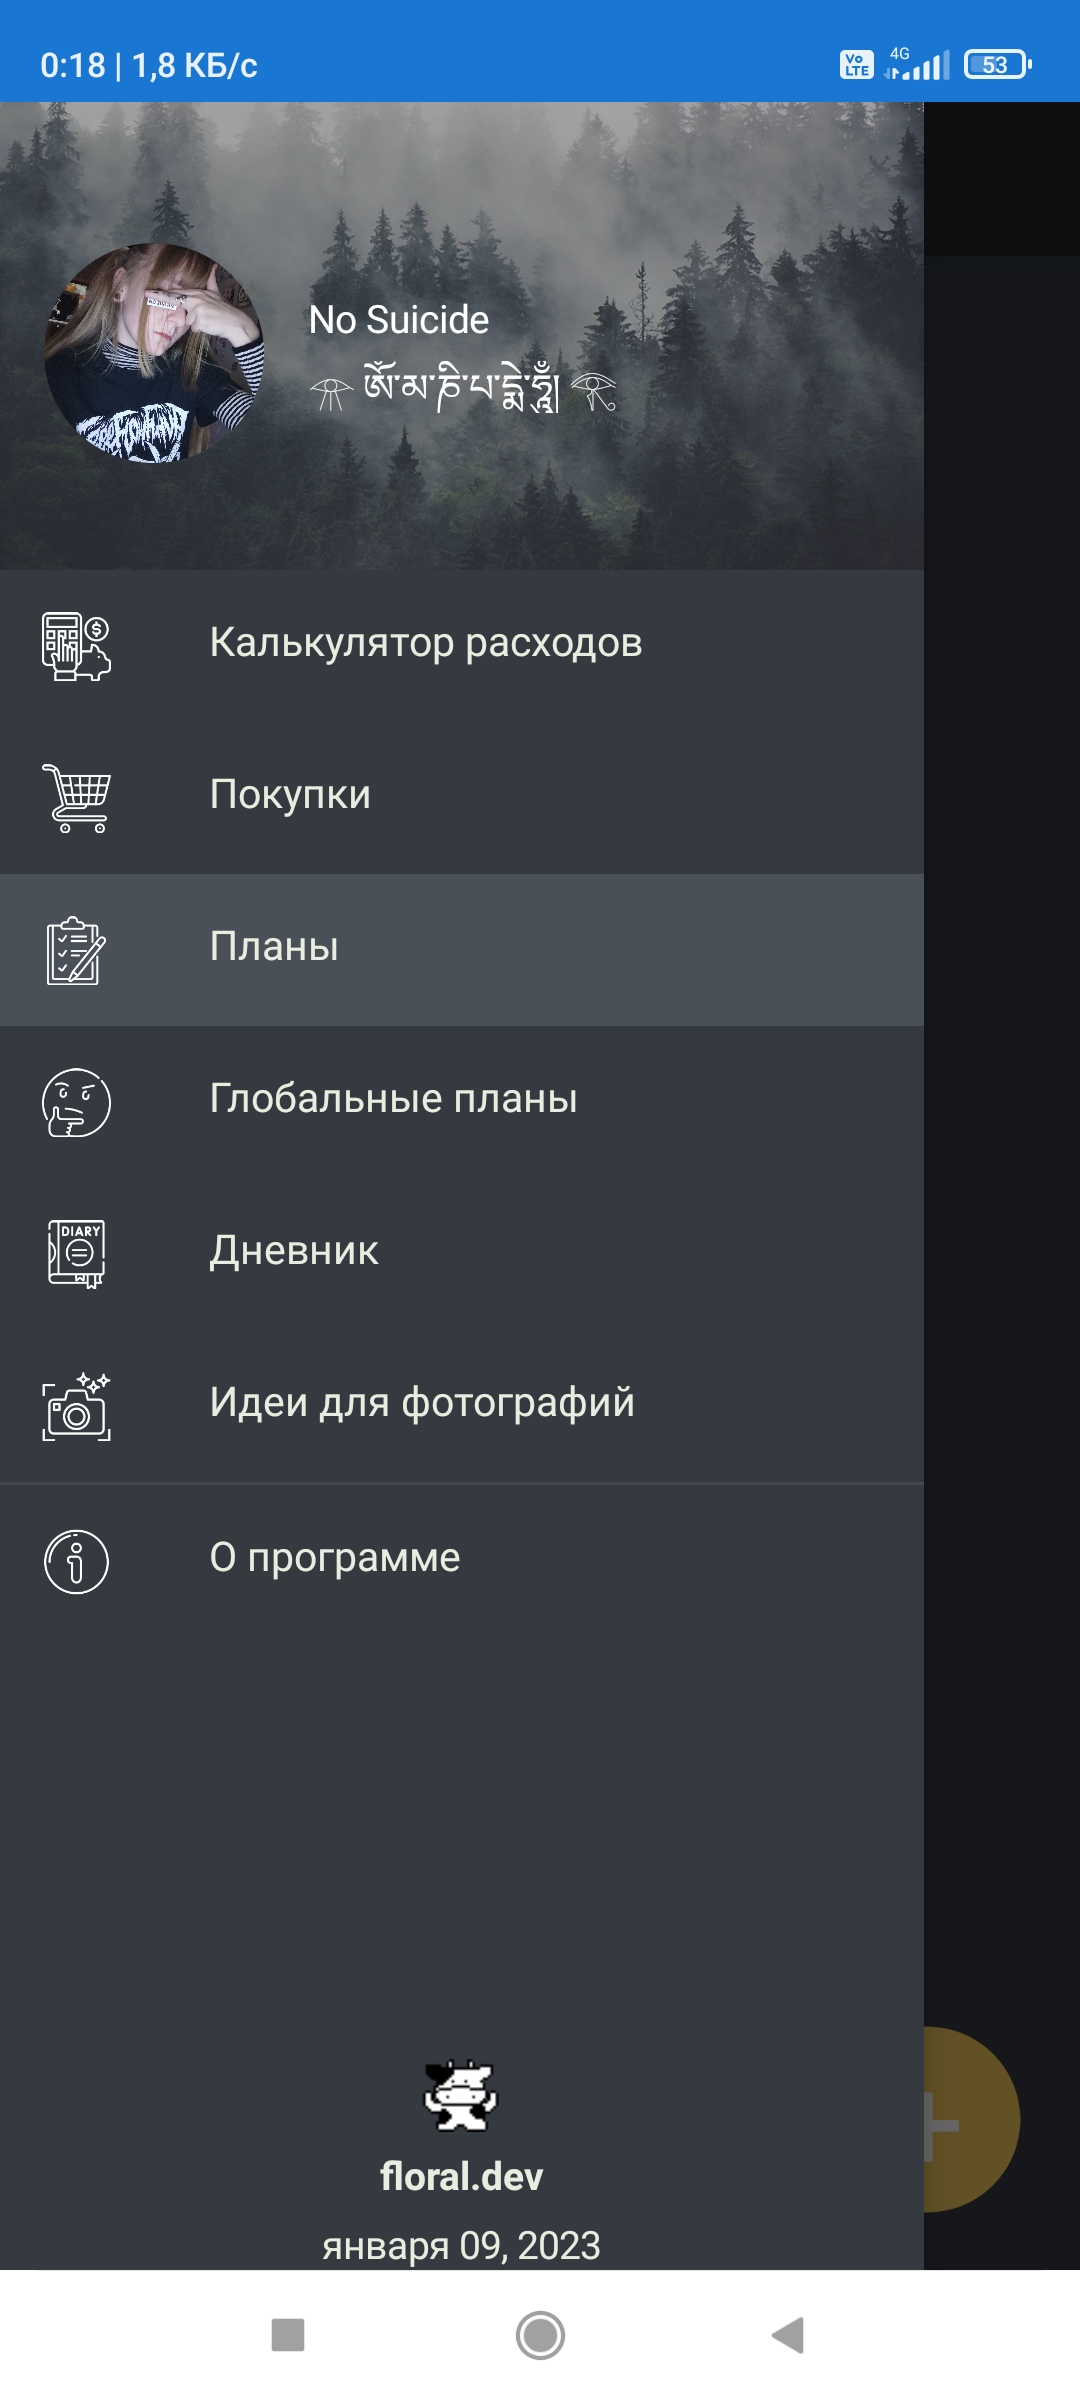 0:18 | 1,8 КБ/с
Vo LTE
4G
53
No Suicide
𓁿 ༀ་མ་ཎི་པ་དྨེ་ཧཱུྃ། 𓂀
Калькулятор расходов
Покупки
Планы
Глобальные планы
DIARY
Дневник
Идеи для фотографий
О программе
floral.dev
января 09, 2023